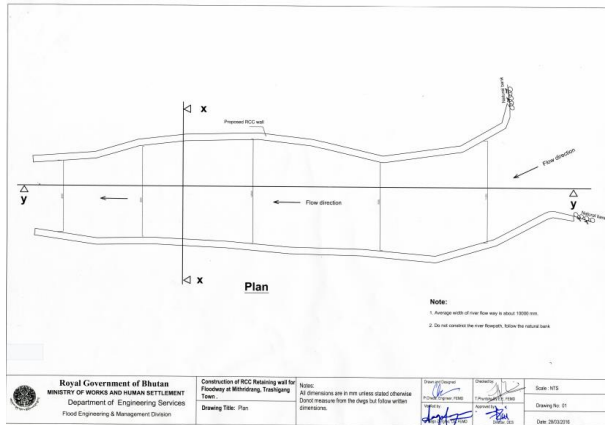 x
Proposed RCC wall
Natural bank
Flow direction
y
y
Flow direction
Natural bank
x
Plan
Note:
1. Average width of river flow way is about 10000 mm.
2. Do not constrict the river flowpath, follow the natural bank
Royal Government of Bhutan
MINISTRY OF WORKS AND HUMAN SETTLEMENT
Department of Engineering Services
Flood Engineering & Management Division
Construction of RCC Retaining wall for
Floodway at Mithridrang, Trashigang
Town .
Drawing Title: Plan
Notes:
All dimensions are in mm unless stated otherwise
Donot measure from the dwgs but follow written
dimensions.
Drawn and Designed
Checked by
Approved by
Scale : NTS
Drawing No. 01
Date: 28/03/2016